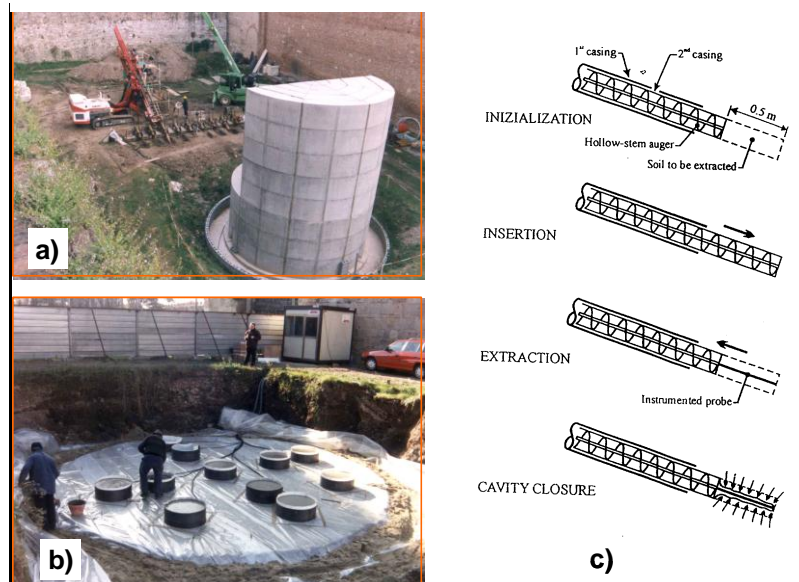 a)
b)
1st casing
2nd casing
0.5 m
INIZIALIZATION
Hollow-stem auger
Soil to be extracted
INSERTION
EXTRACTION
Instrumented probe
CAVITY CLOSURE
c)